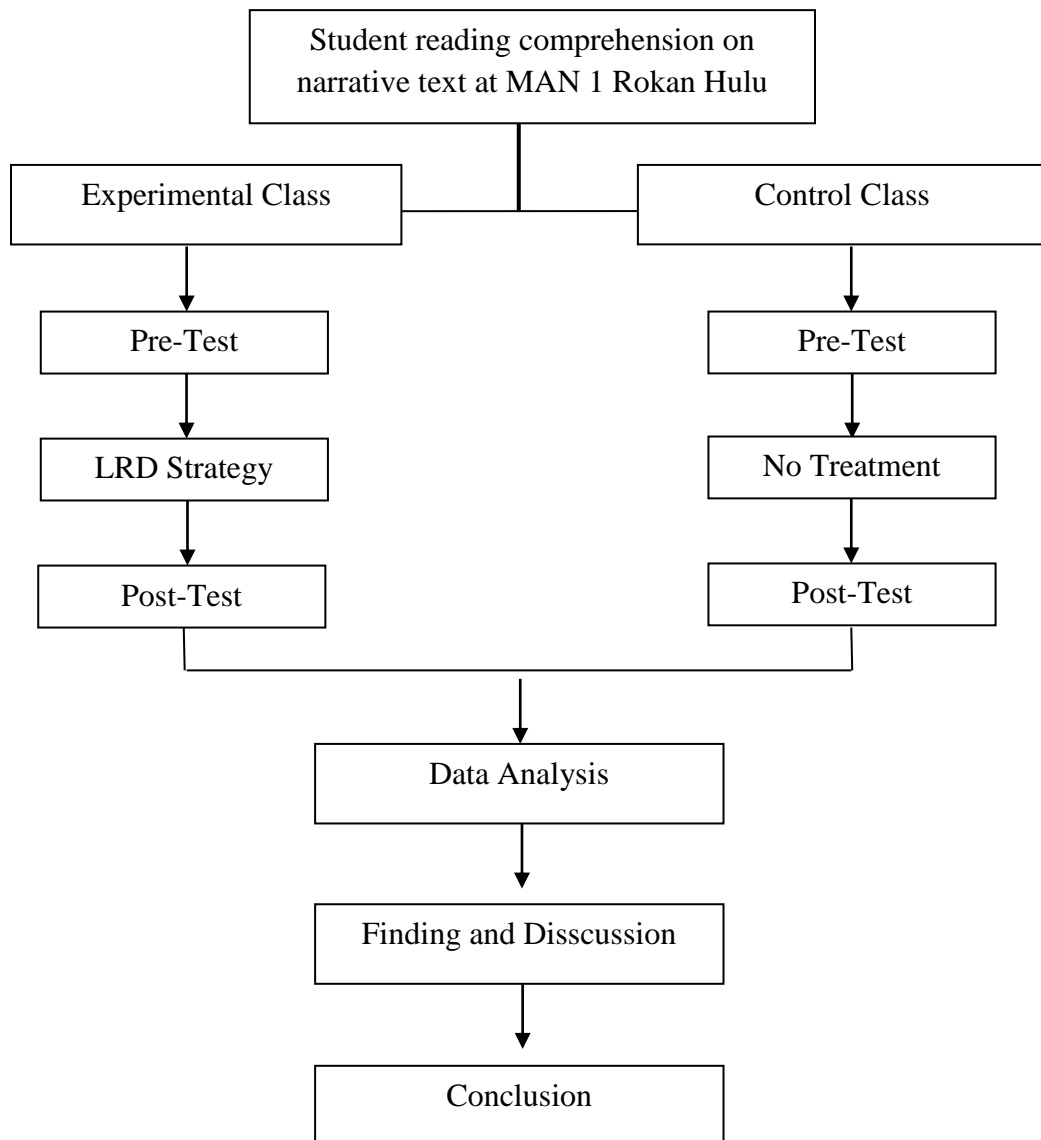 Student reading comprehension on
narrative text at MAN 1 Rokan Hulu
Experimental Class
Control Class
Pre-Test
Pre-Test
LRD Strategy
No Treatment
Post-Test
Post-Test
Data Analysis
Finding and Disscussion
Conclusion